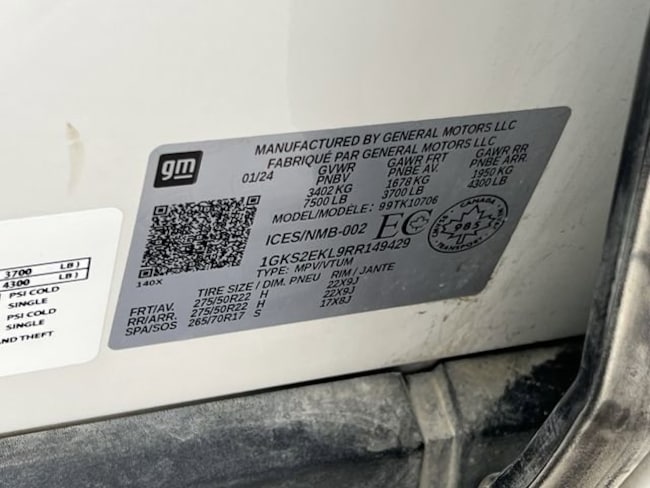 gm
MANUFACTURED BY GENERAL MOTORS LLC
FABRIQUÉ PAR GENERAL MOTORS LLC
01/24 GVWR GAWR FRT GAWR RR
PNBV PNBE AV. PNBE ARR.
3402 KG 1678 KG 1950 KG
7500 LB 3700 LB 4300 LB
MODEL/MODÈLE: 99TK10706
ICES/NMB-002 EC
CANADA
985
1GKS2EKL9RR149429
TYPE: MPV/VTUM
140X
TIRE SIZE / DIM. PNEU RIM / JANTE
FRT/AV. 275/50R22 H 22X9J
RR/ARR. 275/50R22 H 22X9J
SPA/SOS 265/70R17 S 17X8J
3700 LB)
4300 LB)
PSI COLD
SINGLE
PSI COLD
SINGLE
ND THEFT